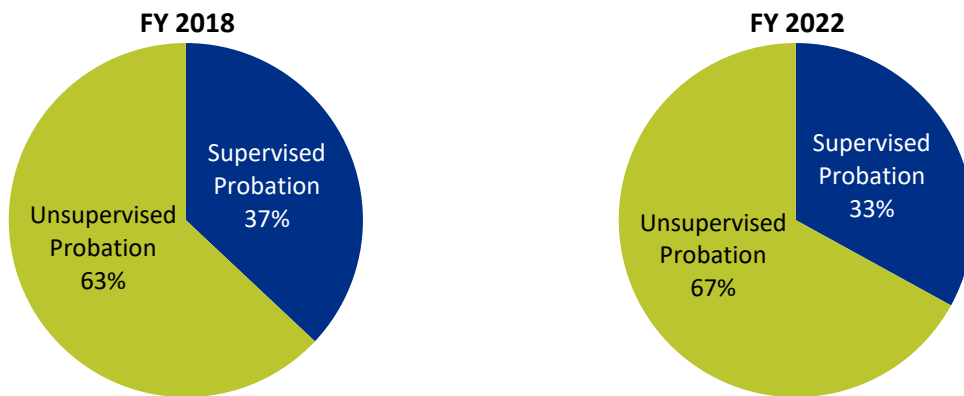 FY 2018
Supervised
Probation
37%
Unsupervised
Probation
63%
FY 2022
Supervised
Probation
33%
Unsupervised
Probation
67%